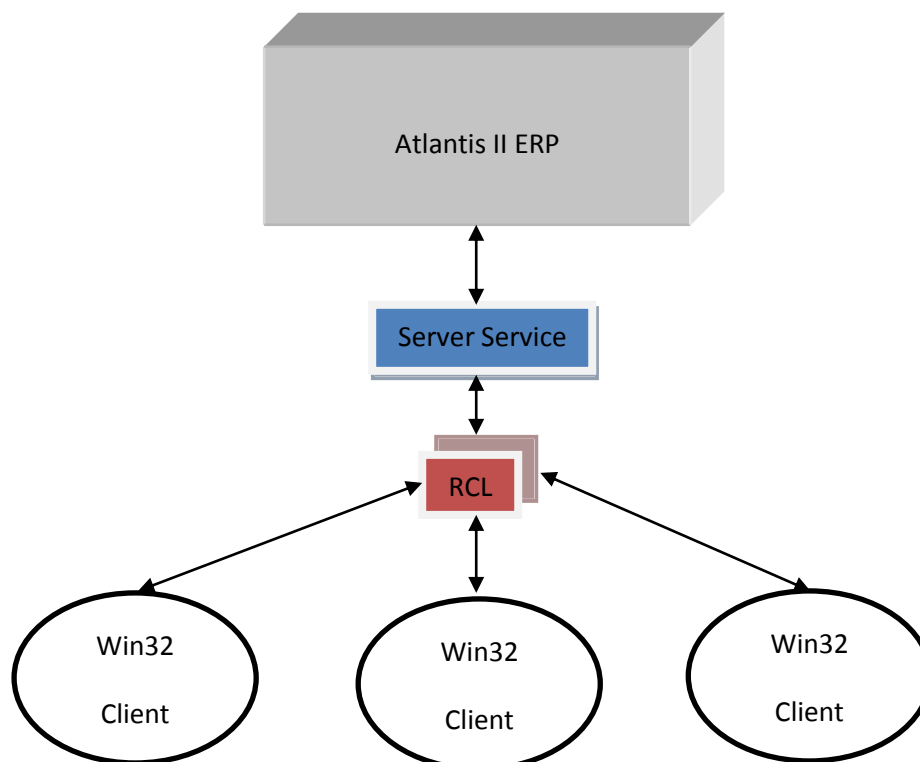 Atlantis II ERP
Server Service
RCL
Win32
Client
Win32
Client
Win32
Client